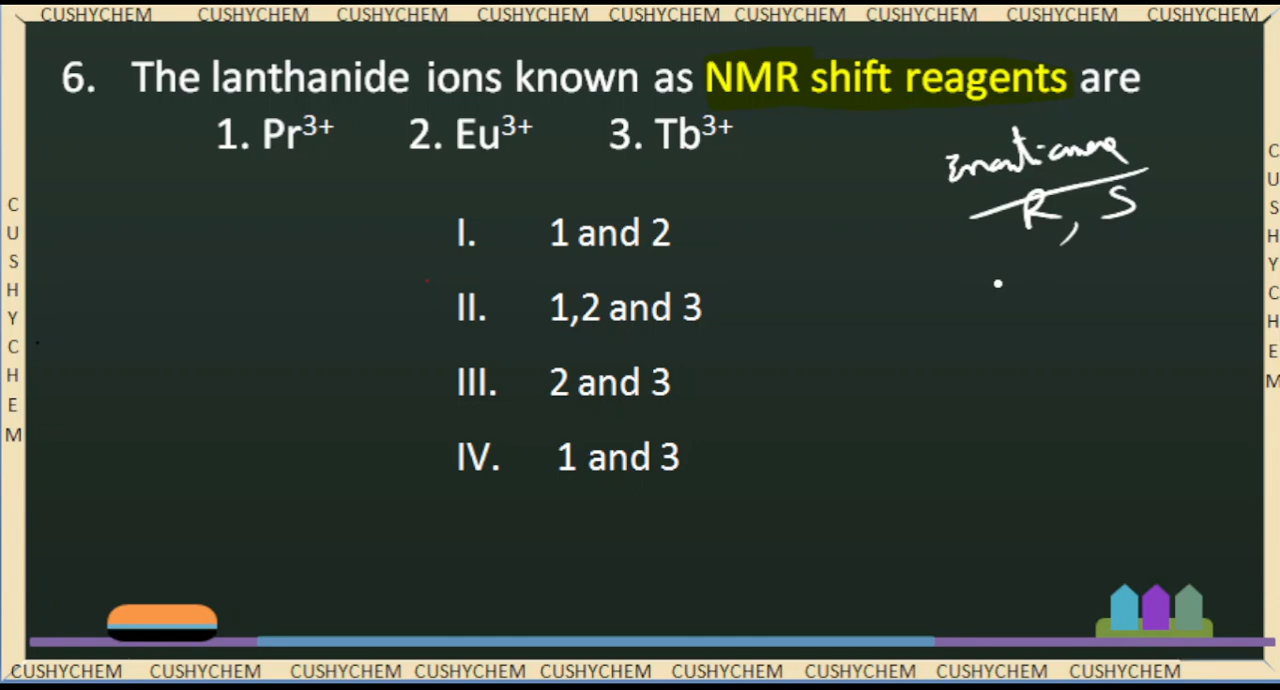 CUSHYCHEM CUSHYCHEM CUSHYCHEM CUSHYCHEM CUSHYCHEM CUSHYCHEM CUSHYCHEM CUSHYCHEM CUSHYCHEM
6. The lanthanide ions known as NMR shift reagents are
1. Pr³⁺ 2. Eu³⁺ 3. Tb³⁺
R, S
I. 1 and 2
II. 1,2 and 3
III. 2 and 3
IV. 1 and 3
CUSHYCHEM
CUSHYCHEM
CUSHYCHEM CUSHYCHEM CUSHYCHEM CUSHYCHEM CUSHYCHEM CUSHYCHEM CUSHYCHEM CUSHYCHEM CUSHYCHEM